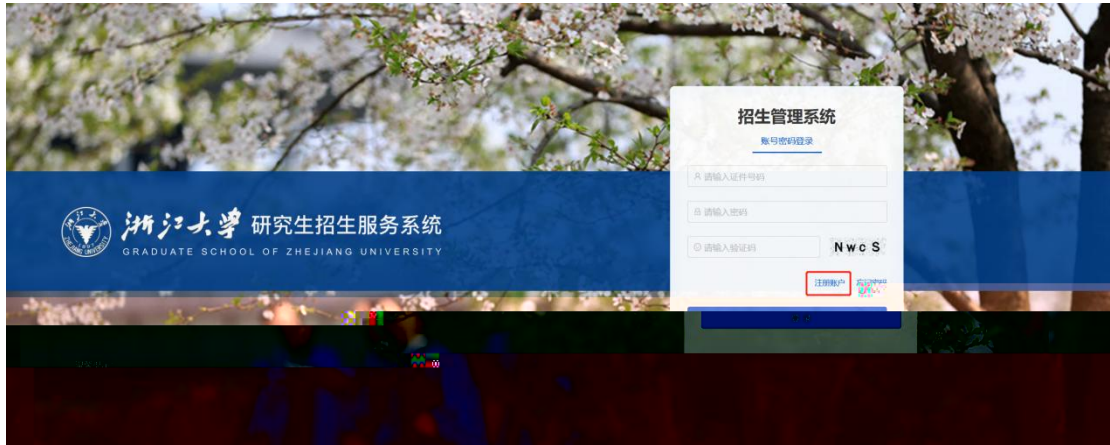 招生管理系统
账号密码登录
请输入证件号码
请输入密码
浙江大学 研究生招生服务系统
GRADUATE SCHOOL OF ZHEJIANG UNIVERSITY
请输入验证码 NwcS
注册账户